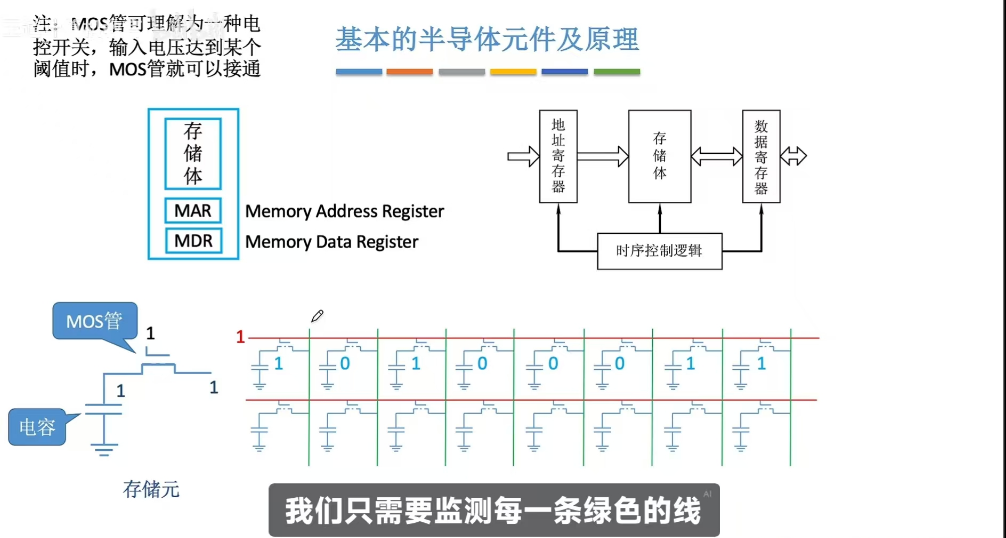 注：MOS管可理解为一种电
控开关，输入电压达到某个
阈值时，MOS管就可以接通
基本的半导体元件及原理
存储体
MAR
Memory Address Register
MDR
Memory Data Register
地址寄存器
存储体
数据寄存器
时序控制逻辑
MOS管
1
1
1
电容
存储元
1
1 0 1 0 0 0 1 1
我们只需要监测每一条绿色的线
AI